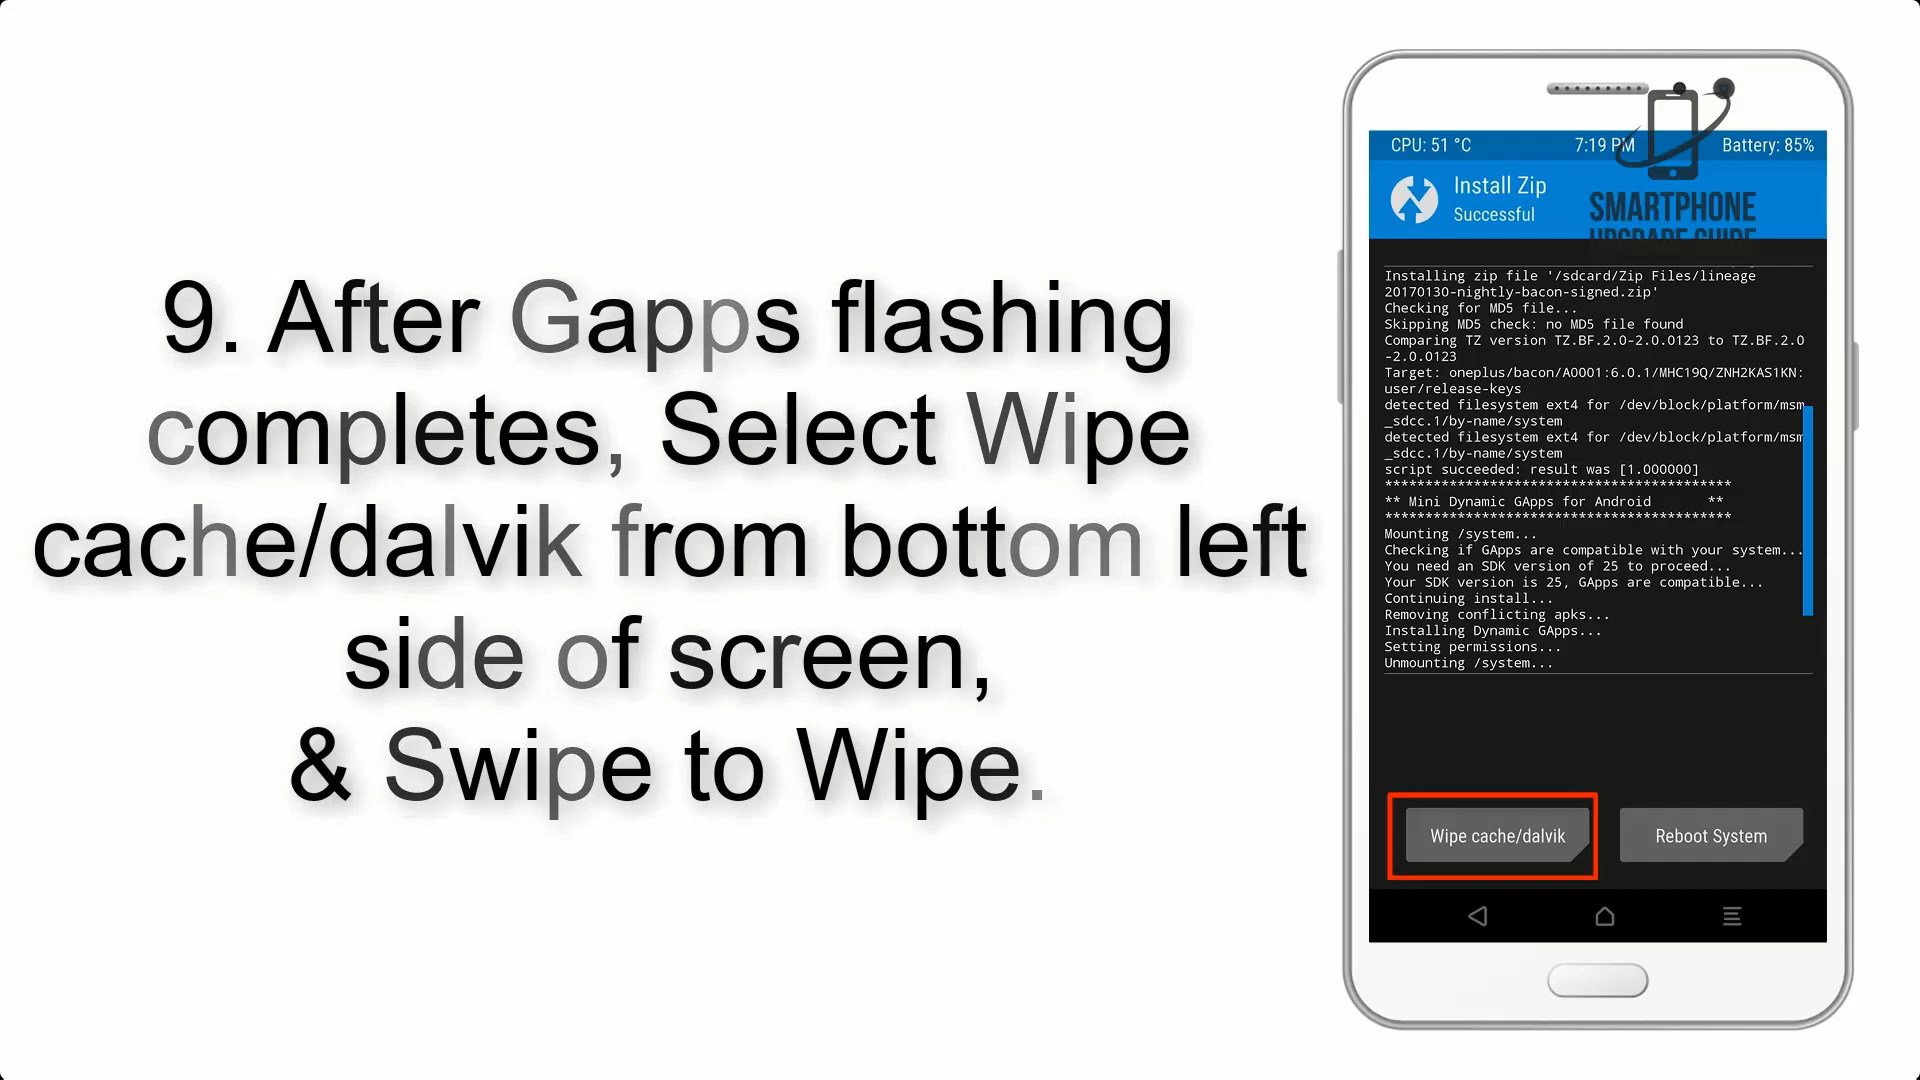 9. After Gapps flashing
completes, Select Wipe
cache/dalvik from bottom left
side of screen,
& Swipe to Wipe.
CPU: 51 °C 7:19 PM Battery: 85%
Install Zip
Successful
SMARTPHONE
UPGRADE GUIDE
Installing zip file '/sdcard/Zip Files/lineage
20170130-nightly-bacon-signed.zip'
Checking for MD5 file...
Skipping MD5 check: no MD5 file found
Comparing TZ version TZ.BF.2.0-2.0.0123 to TZ.BF.2.0
-2.0.0123
Target: oneplus/bacon/A0001:6.0.1/MHC19Q/ZNH2KAS1KN:
user/release-keys
detected filesystem ext4 for /dev/block/platform/msm
_sdcc.1/by-name/system
detected filesystem ext4 for /dev/block/platform/msm
_sdcc.1/by-name/system
script succeeded: result was [1.000000]
*******************************************
** Mini Dynamic GApps for Android **
*******************************************
Mounting /system...
Checking if GApps are compatible with your system...
You need an SDK version of 25 to proceed...
Your SDK version is 25, GApps are compatible...
Continuing install...
Removing conflicting apks...
Installing Dynamic GApps...
Setting permissions...
Unmounting /system...
Wipe cache/dalvik
Reboot System